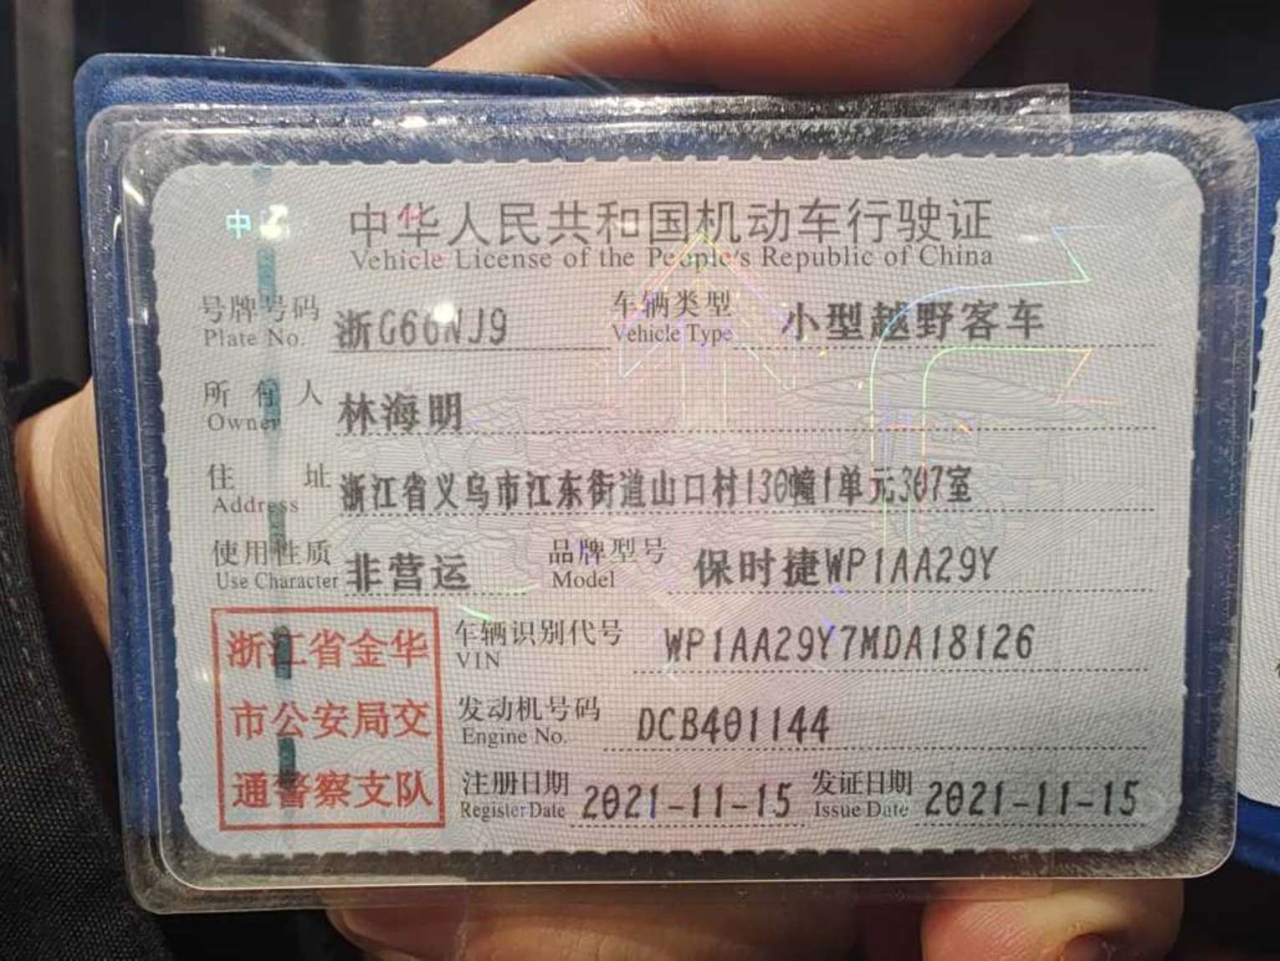 中华人民共和国机动车行驶证
Vehicle License of the People's Republic of China
号牌号码 浙G66NJ9 车辆类型 小型越野客车
Plate No. Vehicle Type
所有人 林海明
Owner
住址 浙江省义乌市江东街道山口村130幢1单元307室
Address
使用性质 非营运 品牌型号 保时捷WP1AA29Y
Use Character Model
浙江省金华
市公安局交
通警察支队
车辆识别代号 WP1AA29Y7MDA18126
VIN
发动机号码 DCB401144
Engine No.
注册日期 2021-11-15 发证日期 2021-11-15
Register Date Issue Date